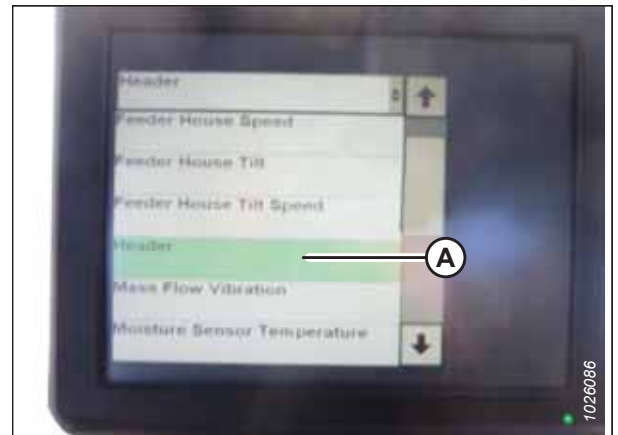 Header
Feeder House Speed
Feeder House Tilt
Feeder House Tilt Speed
Header
A
Mass Flow Vibration
Moisture Sensor Temperature
1026086